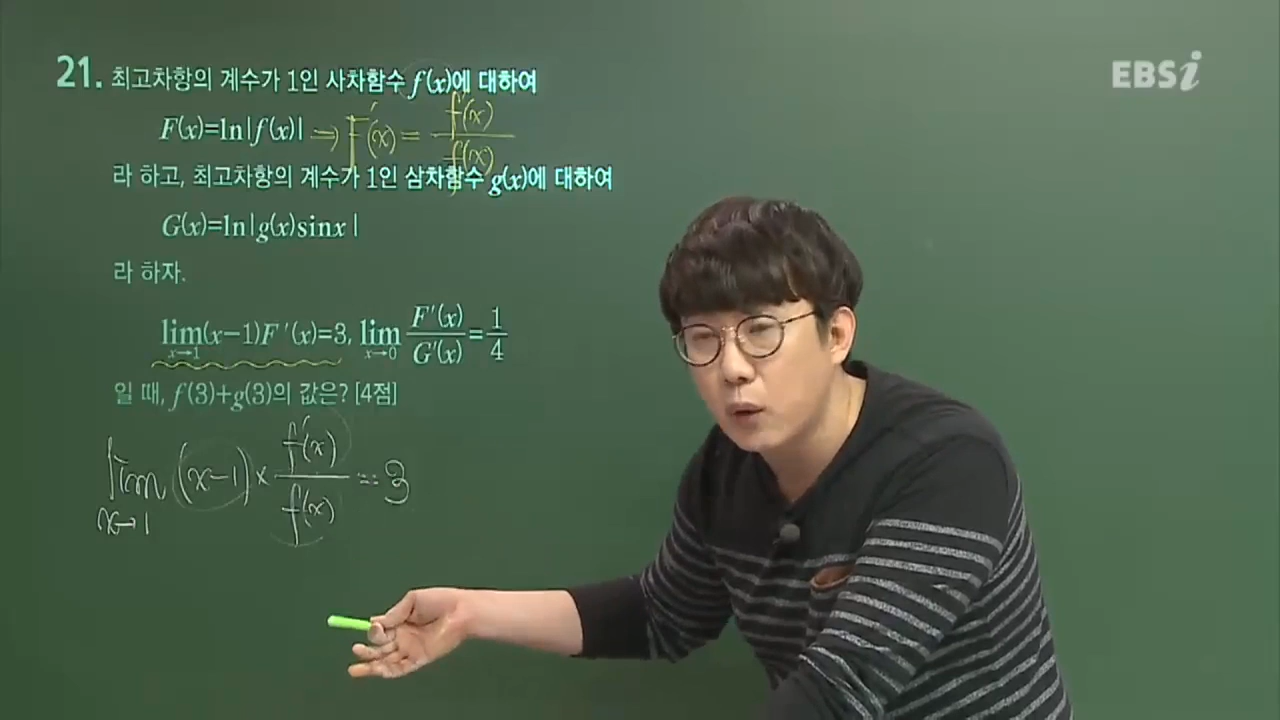 EBSi
21. 최고차항의 계수가 1인 사차함수 f(x)에 대하여
F(x)=ln|f(x)| ⇒ F'(x) = f'(x)/f(x)
라 하고, 최고차항의 계수가 1인 삼차함수 g(x)에 대하여
G(x)=ln|g(x)sinx|
라 하자.
lim x→1 (x−1)F'(x)=3, lim x→0 F'(x)/G'(x)=1/4
일 때, f(3)+g(3)의 값은? [4점]
lim x→1 (x−1)× f'(x)/f(x) = 3